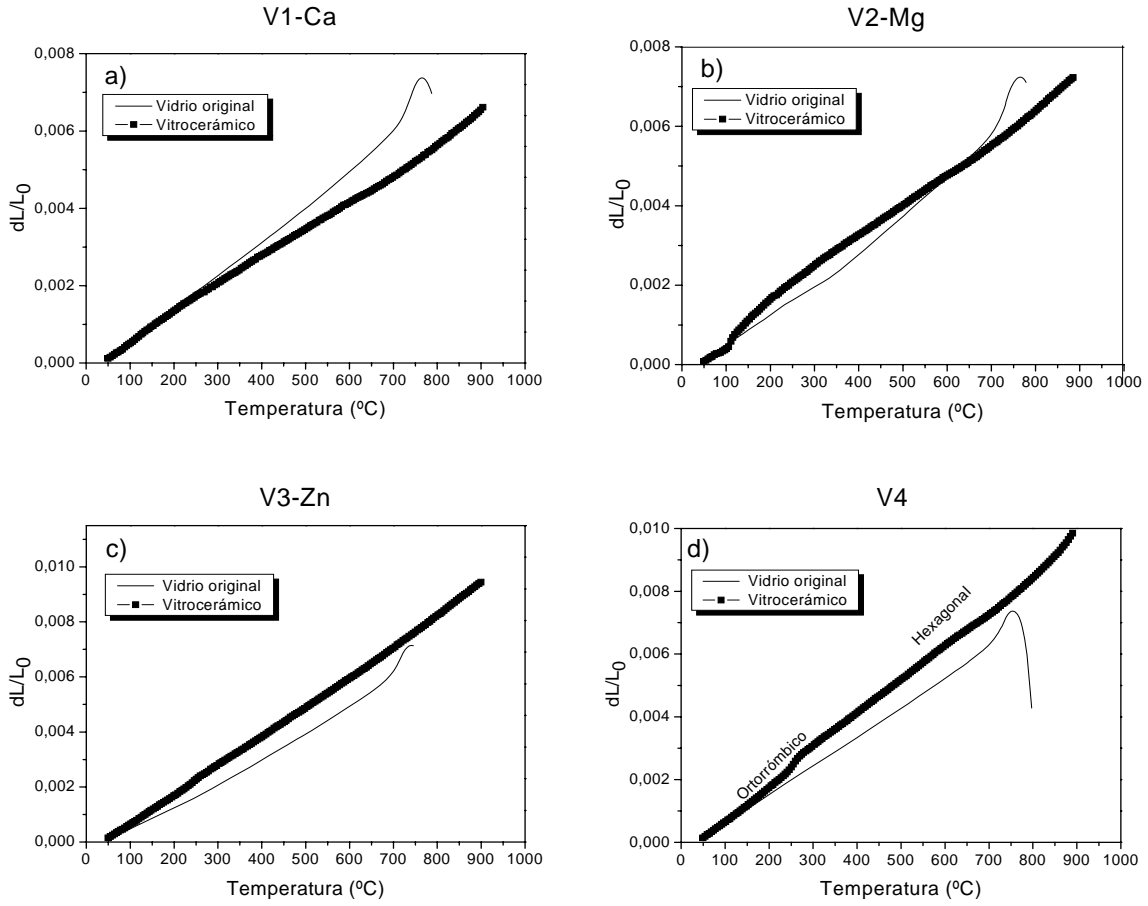 V1-Ca
a)
Vidrio original
Vitrocerámico
dL/L0
0,008
0,006
0,004
0,002
0,000
0 100 200 300 400 500 600 700 800 900 1000
Temperatura (ºC)
V2-Mg
b)
Vidrio original
Vitrocerámico
dL/L0
0,008
0,006
0,004
0,002
0,000
0 100 200 300 400 500 600 700 800 900 1000
Temperatura (ºC)
V3-Zn
c)
Vidrio original
Vitrocerámico
dL/L0
0,010
0,008
0,006
0,004
0,002
0,000
0 100 200 300 400 500 600 700 800 900 1000
Temperatura (ºC)
V4
d)
Vidrio original
Vitrocerámico
Hexagonal
Ortorrómbico
dL/L0
0,010
0,008
0,006
0,004
0,002
0,000
0 100 200 300 400 500 600 700 800 900 1000
Temperatura (ºC)